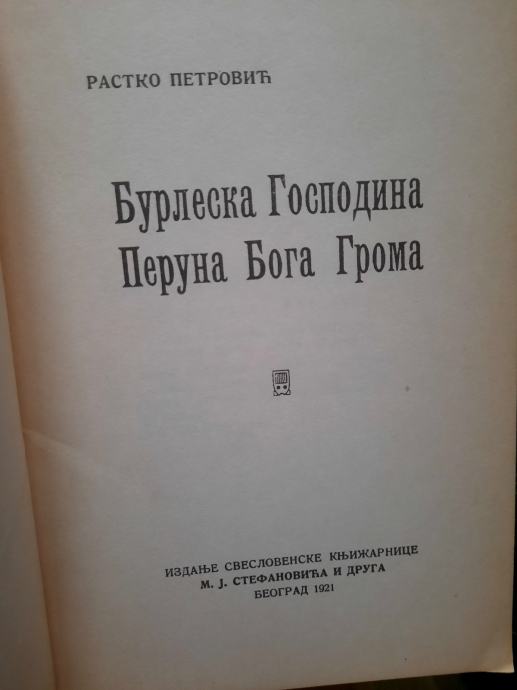 РАСТКО ПЕТРОВИЋ
Бурлеска Господина
Перуна Бога Грома
ИЗДАЊЕ СВЕСЛОВЕНСКЕ КЊИЖАРНИЦЕ
М. Ј. СТЕФАНОВИЋА И ДРУГА
БЕОГРАД 1921